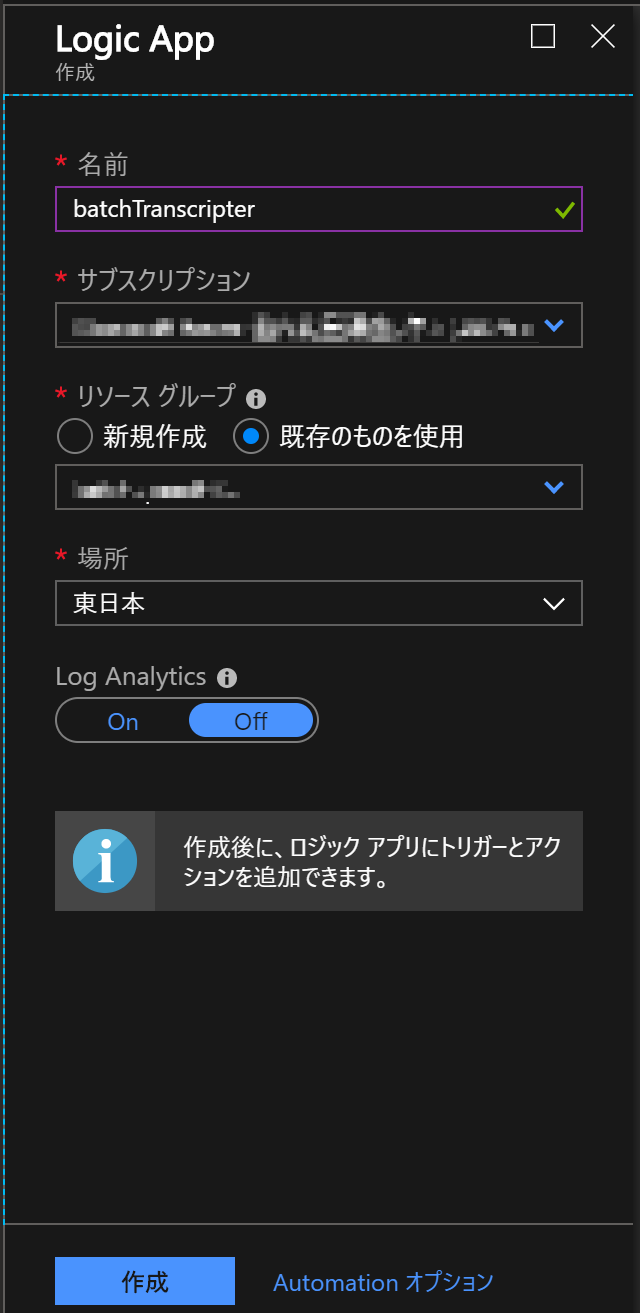 Logic App
作成
* 名前
batchTranscripter
* サブスクリプション
* リソース グループ
新規作成 既存のものを使用
* 場所
東日本
Log Analytics
On Off
作成後に、ロジック アプリにトリガーとアク
ションを追加できます。
作成 Automation オプション